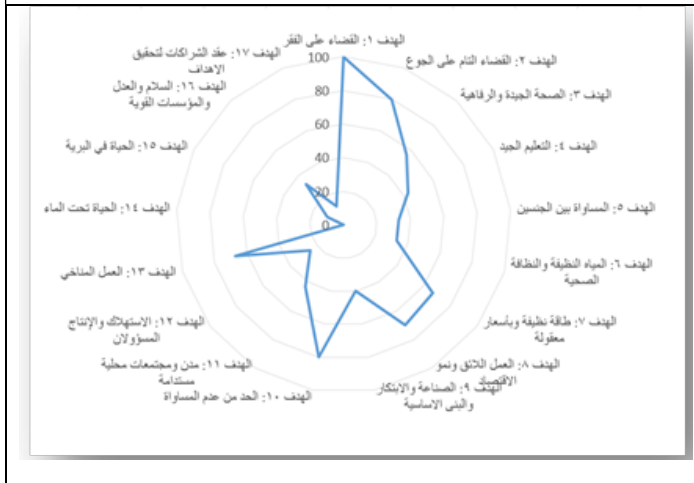 الهدف ١: القضاء على الفقر
الهدف ٢: القضاء التام على الجوع
الهدف ٣: الصحة الجيدة والرفاهية
الهدف ٤: التعليم الجيد
الهدف ٥: المساواة بين الجنسين
الهدف ٦: المياه النظيفة والنظافة
الصحية
الهدف ٧: طاقة نظيفة وبأسعار
معقولة
الهدف ٨: العمل اللائق ونمو
الاقتصاد
الهدف ٩: الصناعة والابتكار
والبنى الاساسية
الهدف ١٠: الحد من عدم المساواة
الهدف ١١: مدن ومجتمعات محلية
مستدامة
الهدف ١٢: الاستهلاك والإنتاج
المسؤولان
الهدف ١٣: العمل المناخي
الهدف ١٤: الحياة تحت الماء
الهدف ١٥: الحياة في البرية
الهدف ١٦: السلام والعدل
والمؤسسات القوية
الهدف ١٧: عقد الشراكات لتحقيق
الاهداف
100
80
60
40
20
0